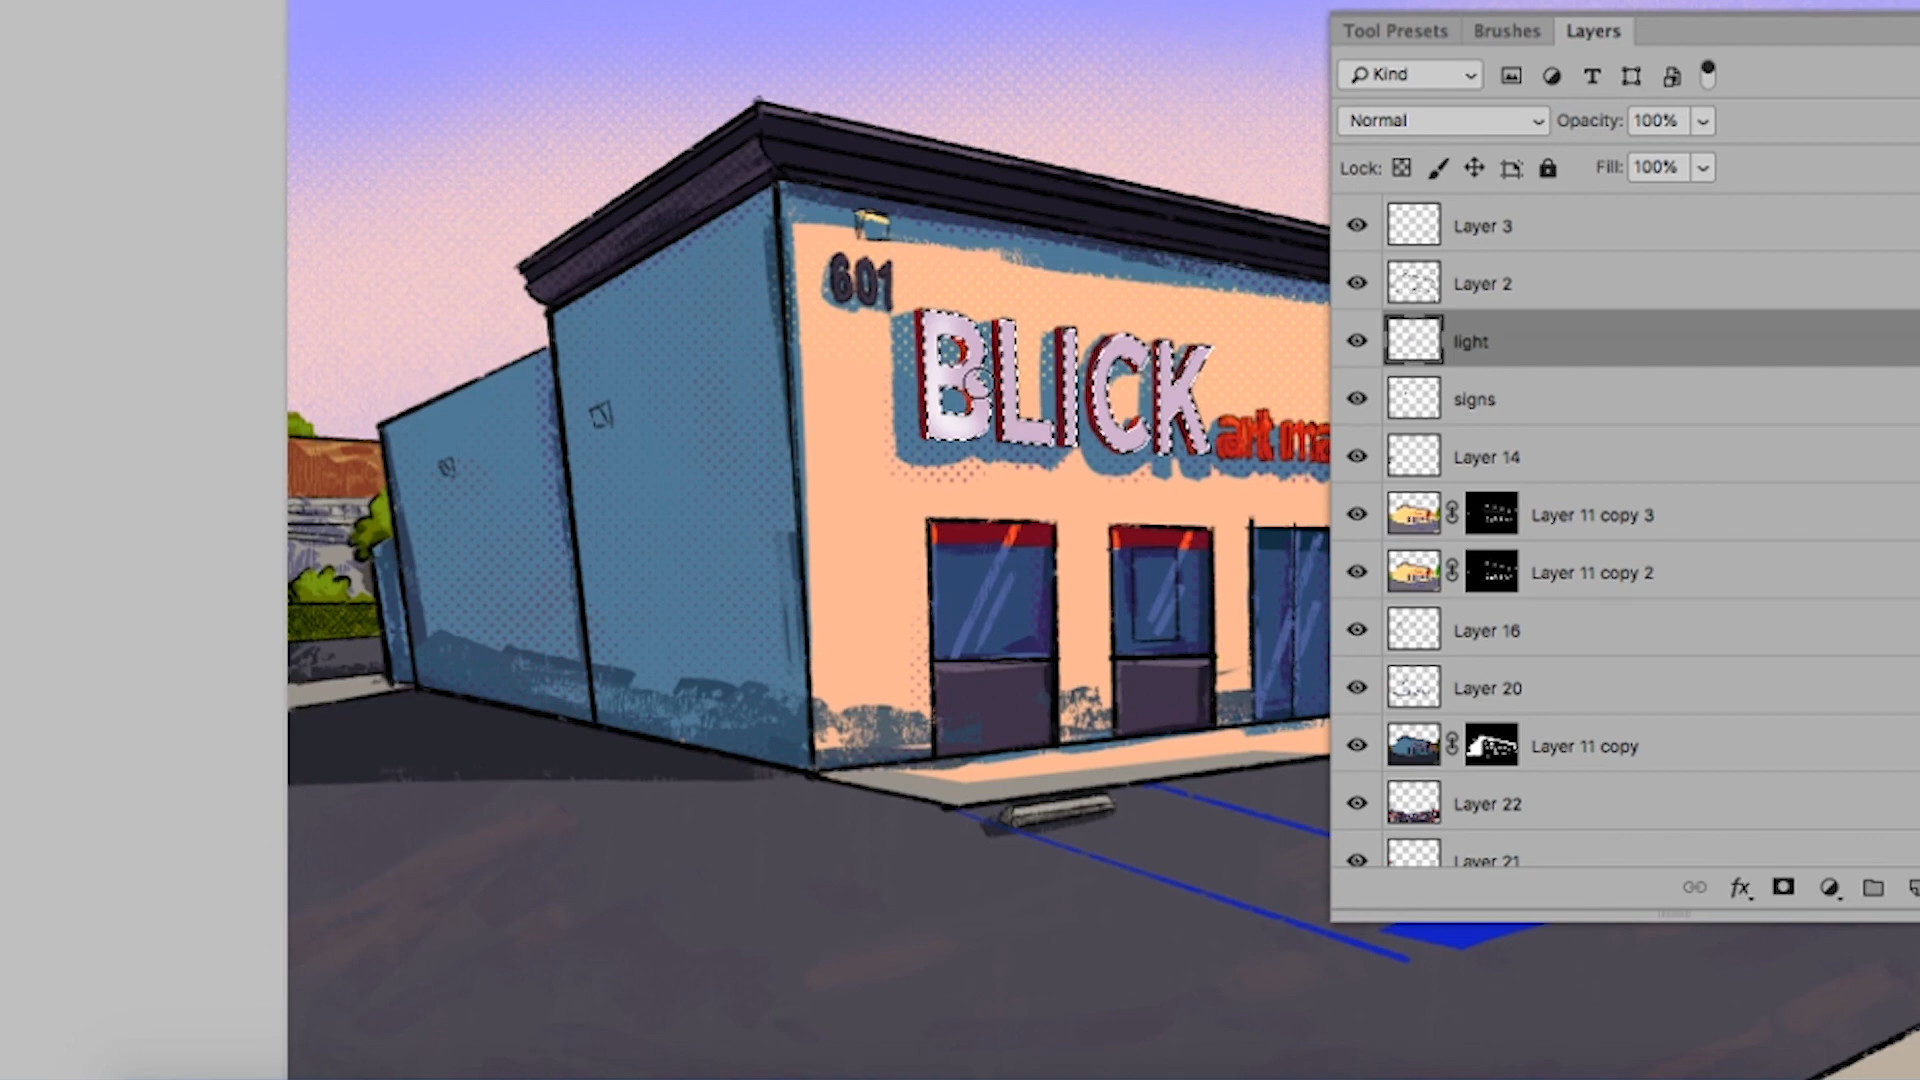 Tool Presets Brushes Layers
Kind
Normal Opacity: 100%
Lock: Fill: 100%
Layer 3
Layer 2
light
signs
Layer 14
Layer 11 copy 3
Layer 11 copy 2
Layer 16
Layer 20
Layer 11 copy
Layer 22
Layer 21
601
BLICK
art ma